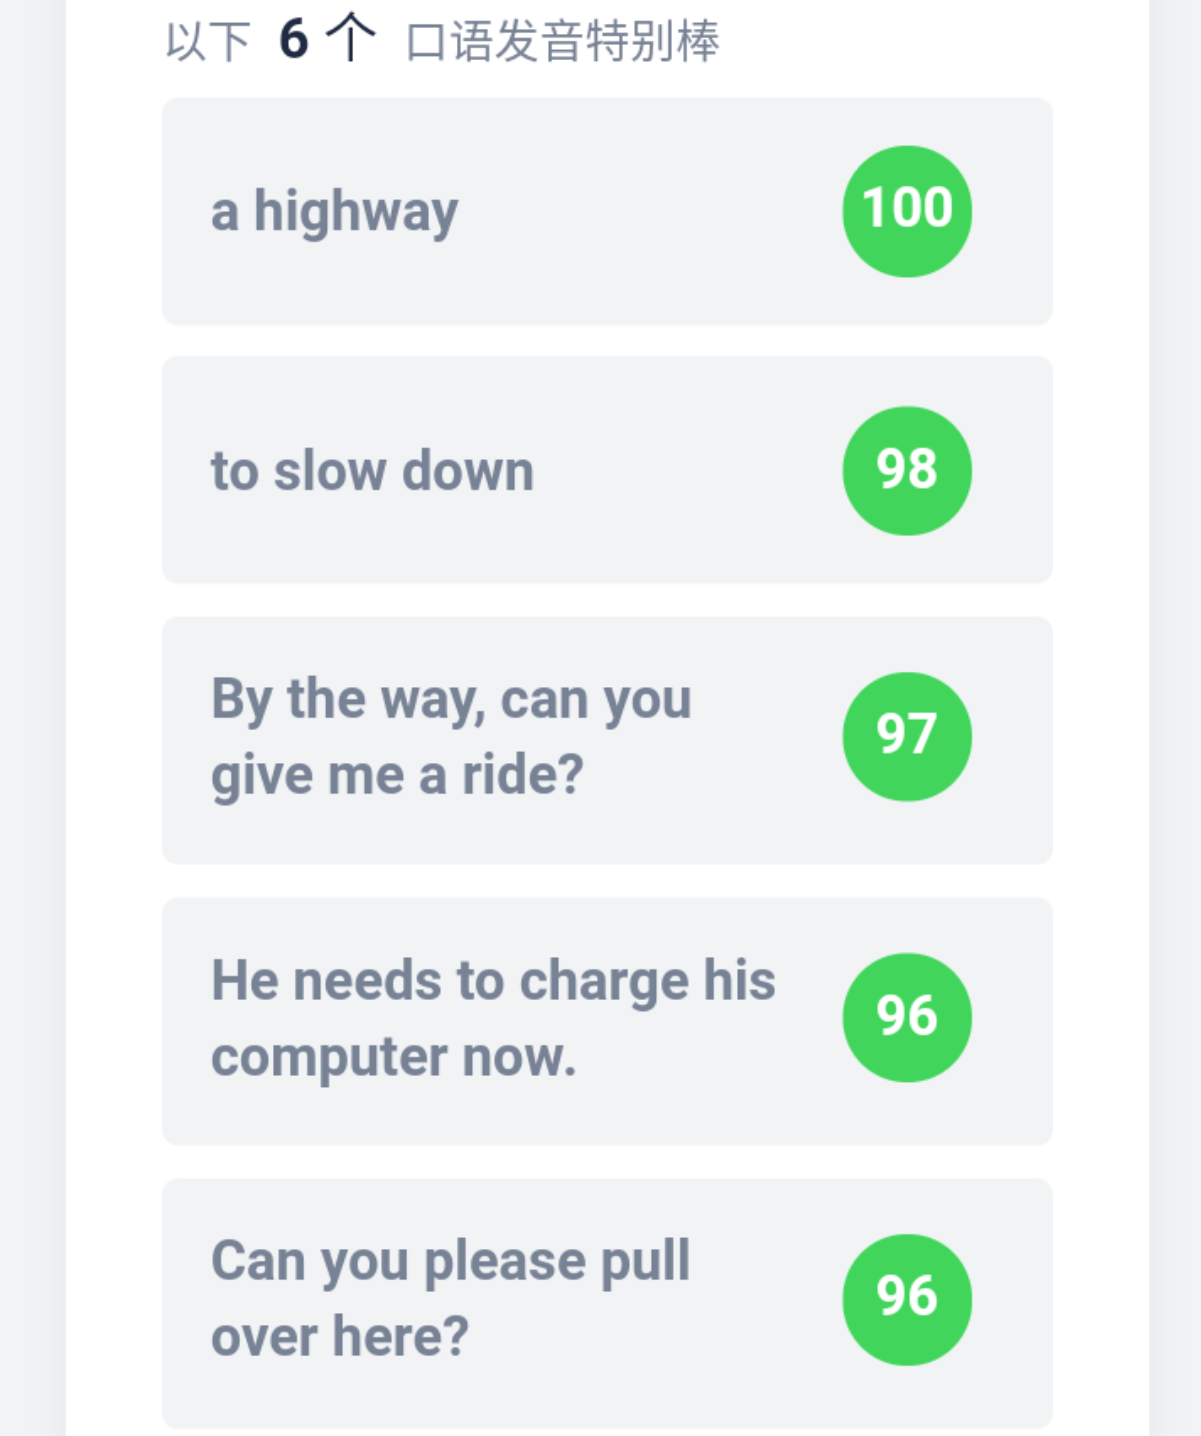 以下 6 个 口语发音特别棒
a highway
100
to slow down
98
By the way, can you
give me a ride?
97
He needs to charge his
computer now.
96
Can you please pull
over here?
96